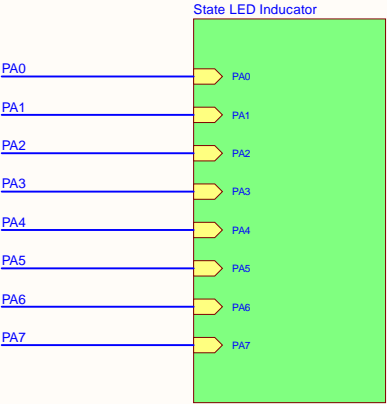 State LED Inducator
PA0 PA0
PA1 PA1
PA2 PA2
PA3 PA3
PA4 PA4
PA5 PA5
PA6 PA6
PA7 PA7